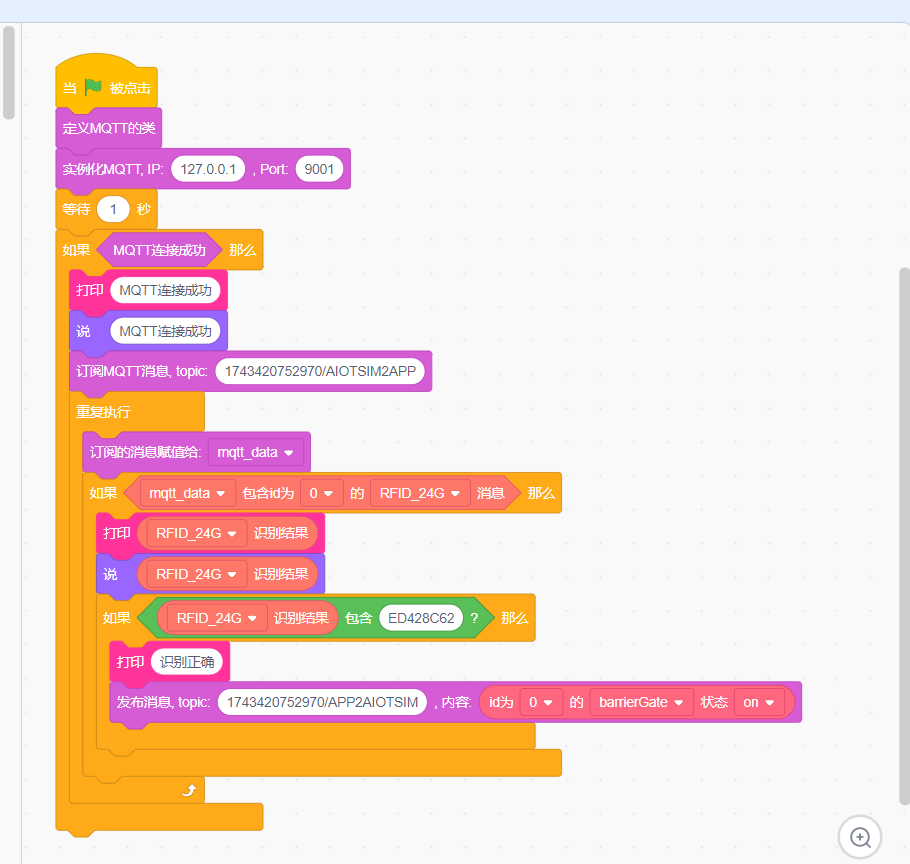 当 被点击
定义MQTT的类
实例化MQTT, IP: 127.0.0.1 , Port: 9001
等待 1 秒
如果 MQTT连接成功 那么
打印 MQTT连接成功
说 MQTT连接成功
订阅MQTT消息, topic: 1743420752970/AIOTSIM2APP
重复执行
订阅的消息赋值给: mqtt_data
如果 mqtt_data 包含id为 0 的 RFID_24G 消息 那么
打印 RFID_24G 识别结果
说 RFID_24G 识别结果
如果 RFID_24G 识别结果 包含 ED428C62 ? 那么
打印 识别正确
发布消息, topic: 1743420752970/APP2AIOTSIM , 内容: id为 0 的 barrierGate 状态 on